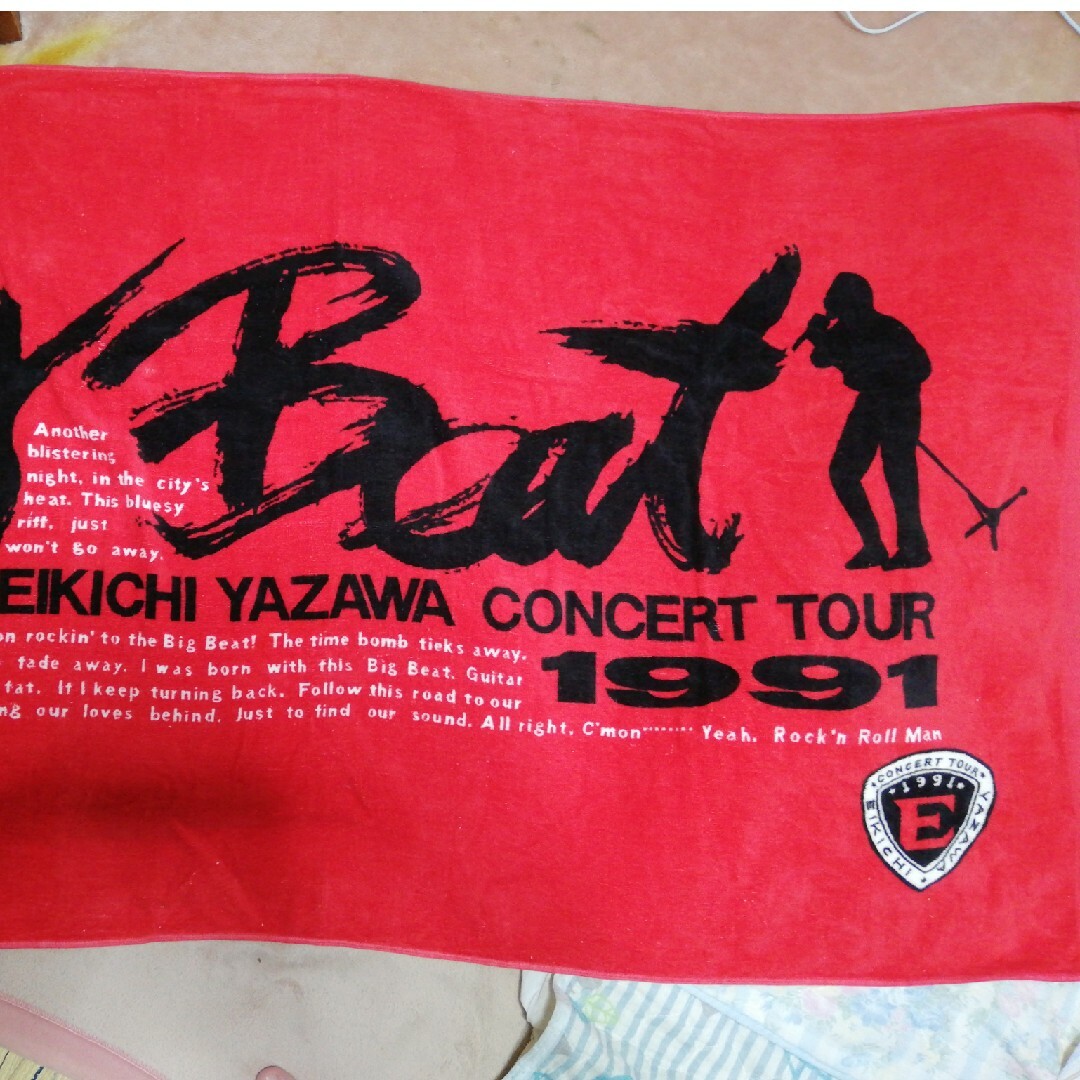 Beat
Another
blistering
night, in the city's
heat. This bluesy
riff, just
won't go away.
EIKICHI YAZAWA CONCERT TOUR
1991
on rockin' to the Big Beat! The time bomb ticks away.
fade away. I was born with this Big Beat. Guitar
fat. If I keep turning back. Follow this road to our
ng our loves behind. Just to find our sound. All right. C'mon········ Yeah. Rock'n Roll Man
CONCERT TOUR
•1991•
E
EIKICHI • YAZAWA